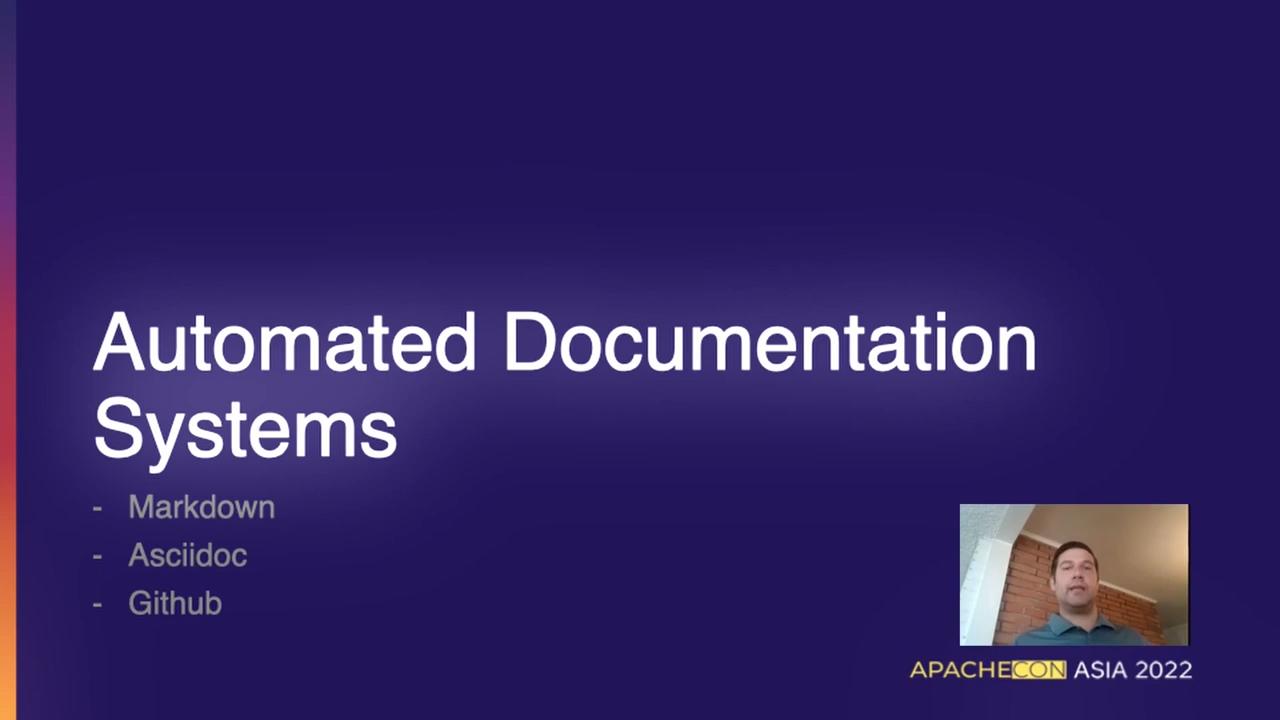 Automated Documentation
Systems
- Markdown
- Asciidoc
- Github
APACHECON ASIA 2022